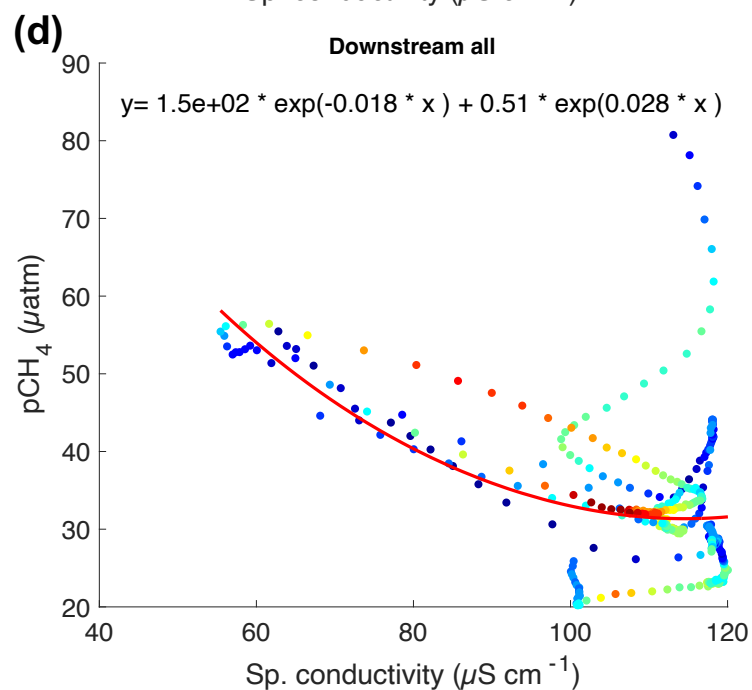 (d)
Downstream all
y= 1.5e+02 * exp(-0.018 * x ) + 0.51 * exp(0.028 * x )
90
80
70
60
50
40
30
20
pCH₄ (μatm)
40 60 80 100 120
Sp. conductivity (μS cm⁻¹)